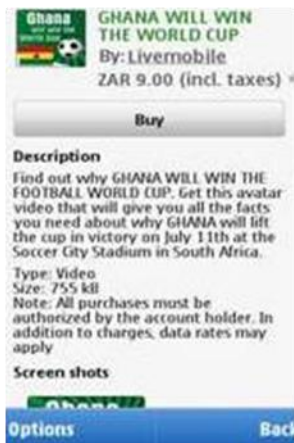 Ghana
GHANA WILL WIN
THE WORLD CUP
By: Livemobile
ZAR 9.00 (incl. taxes)
Buy
Description
Find out why GHANA WILL WIN THE
FOOTBALL WORLD CUP. Get this avatar
video that will give you all the facts
you need about why GHANA will lift
the cup in victory on July 11th at the
Soccer City Stadium in South Africa.
Type: Video
Size: 755 kB
Note: All purchases must be
authorized by the account holder. In
addition to charges, data rates may
apply
Screen shots
Ghana
Options
Back